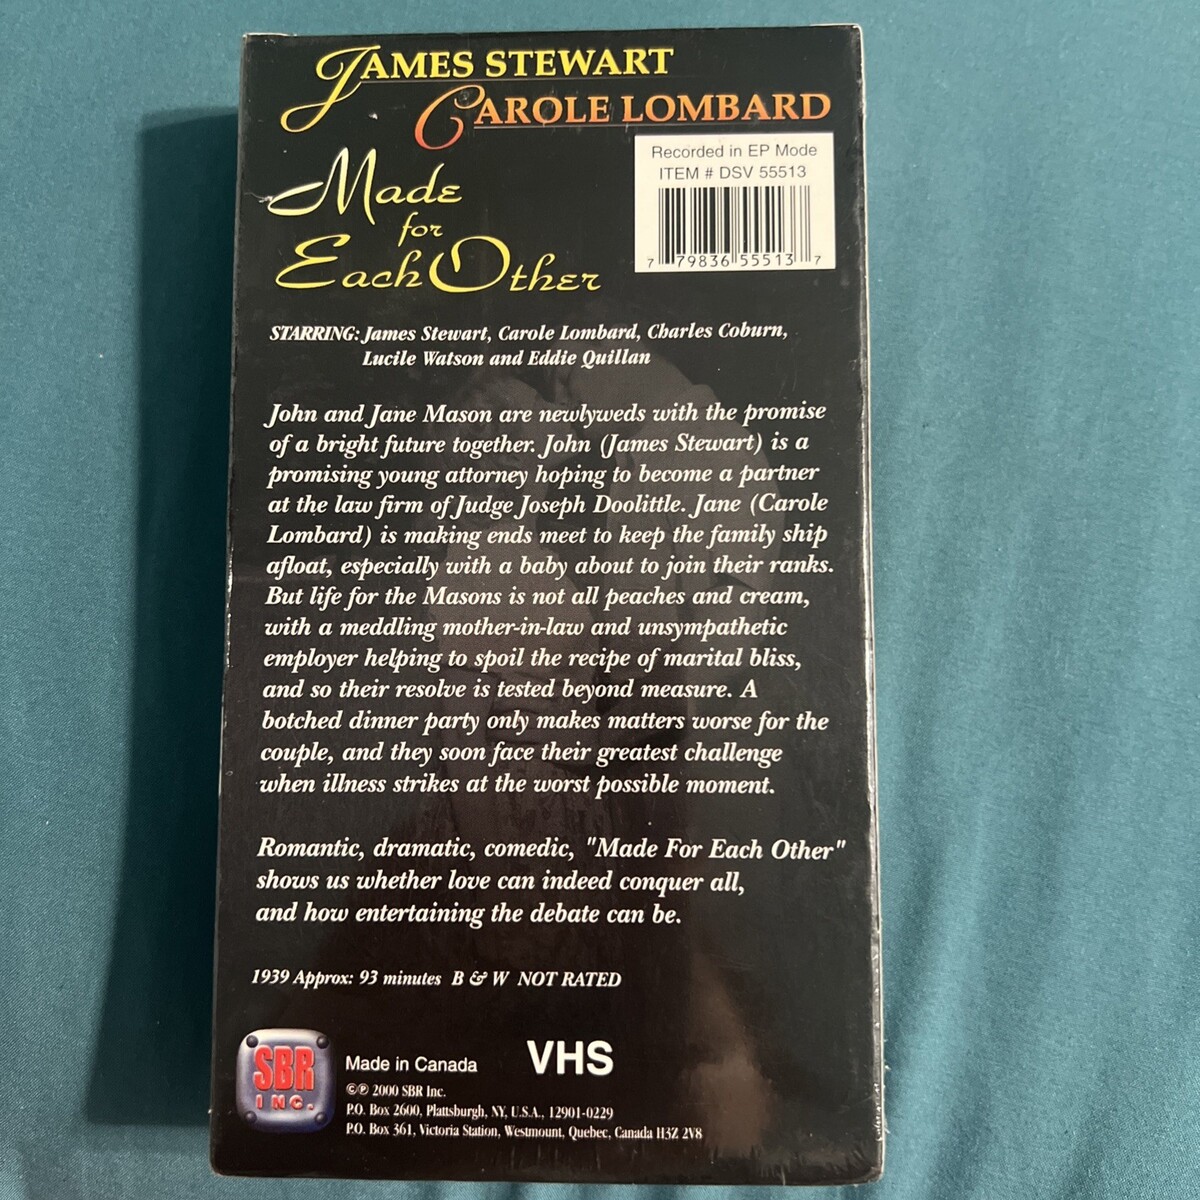 JAMES STEWART
CAROLE LOMBARD
Made
for
Each Other
Recorded in EP Mode
ITEM # DSV 55513
7 79836 55513 7
STARRING: James Stewart, Carole Lombard, Charles Coburn,
Lucile Watson and Eddie Quillan
John and Jane Mason are newlyweds with the promise
of a bright future together. John (James Stewart) is a
promising young attorney hoping to become a partner
at the law firm of Judge Joseph Doolittle. Jane (Carole
Lombard) is making ends meet to keep the family ship
afloat, especially with a baby about to join their ranks.
But life for the Masons is not all peaches and cream,
with a meddling mother-in-law and unsympathetic
employer helping to spoil the recipe of marital bliss,
and so their resolve is tested beyond measure. A
botched dinner party only makes matters worse for the
couple, and they soon face their greatest challenge
when illness strikes at the worst possible moment.
Romantic, dramatic, comedic, "Made For Each Other"
shows us whether love can indeed conquer all,
and how entertaining the debate can be.
1939 Approx: 93 minutes B & W NOT RATED
SBR
INC.
Made in Canada VHS
©℗ 2000 SBR Inc.
P.O. Box 2600, Plattsburgh, NY, U.S.A., 12901-0229
P.O. Box 361, Victoria Station, Westmount, Quebec, Canada H3Z 2V8